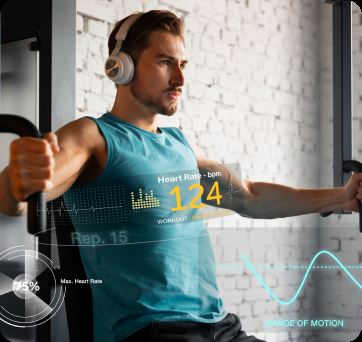 Heart Rate - bpm
124
WORKOUT
Rep. 15
75%
Max. Heart Rate
RANGE OF MOTION